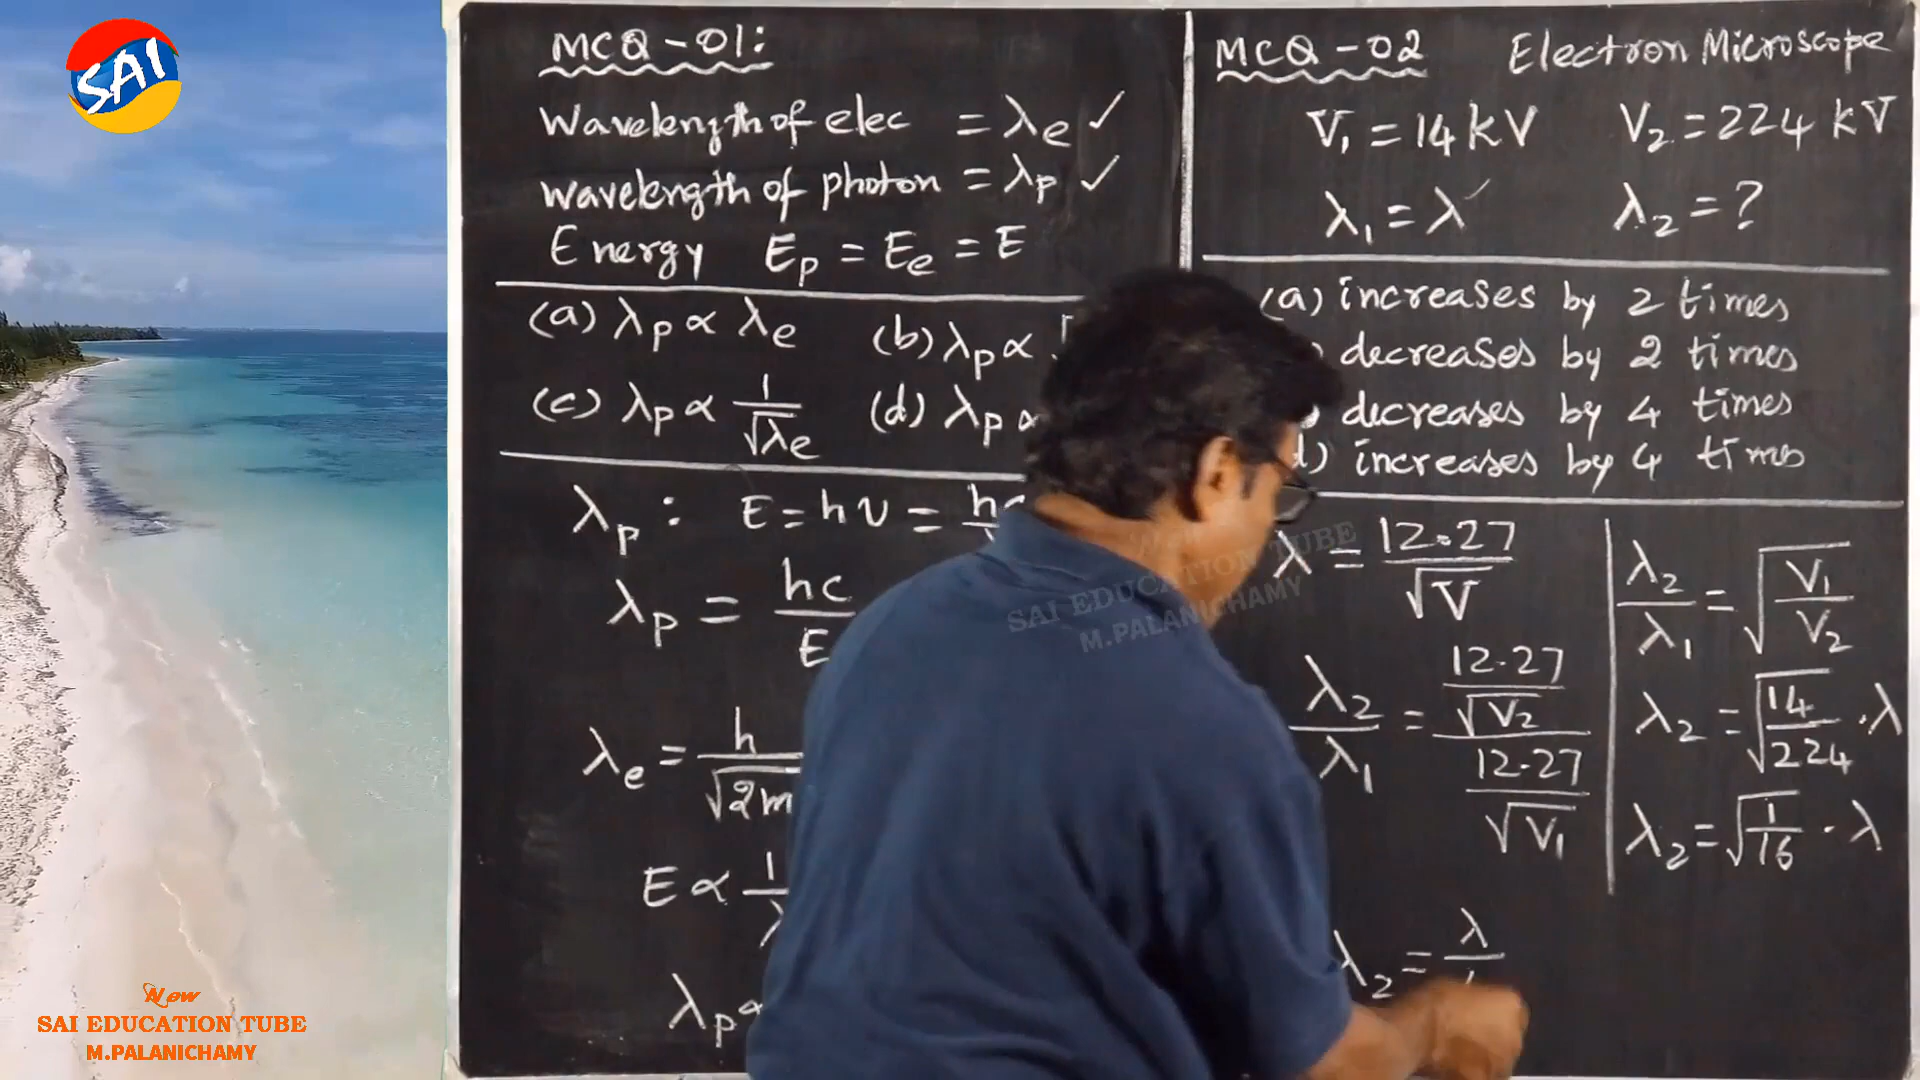 SAI
MCQ - 01:
Wavelength of elec = λe ✓
wavelength of photon = λp ✓
Energy Ep = Ee = E
(a) λp ∝ λe (b) λp ∝
(c) λp ∝ 1/√λe (d) λp ∝
λp : E = hν =
λp = hc/E
λe = h/√2m
E ∝ 1/λ
λp ∝
MCQ - 02 Electron Microscope
V1 = 14 kV V2 = 224 kV
λ1 = λ ✓ λ2 = ?
(a) increases by 2 times
decreases by 2 times
decreases by 4 times
d) increases by 4 times
λ = 12.27/√V
λ2/λ1 = (12.27/√V2)/(12.27/√V1)
λ2/λ1 = √(V1/V2)
λ2 = √(14/224) . λ
λ2 = √(1/16) . λ
λ2 = λ/
SAI EDUCATION TUBE
M.PALANICHAMY
New
SAI EDUCATION TUBE
M.PALANICHAMY